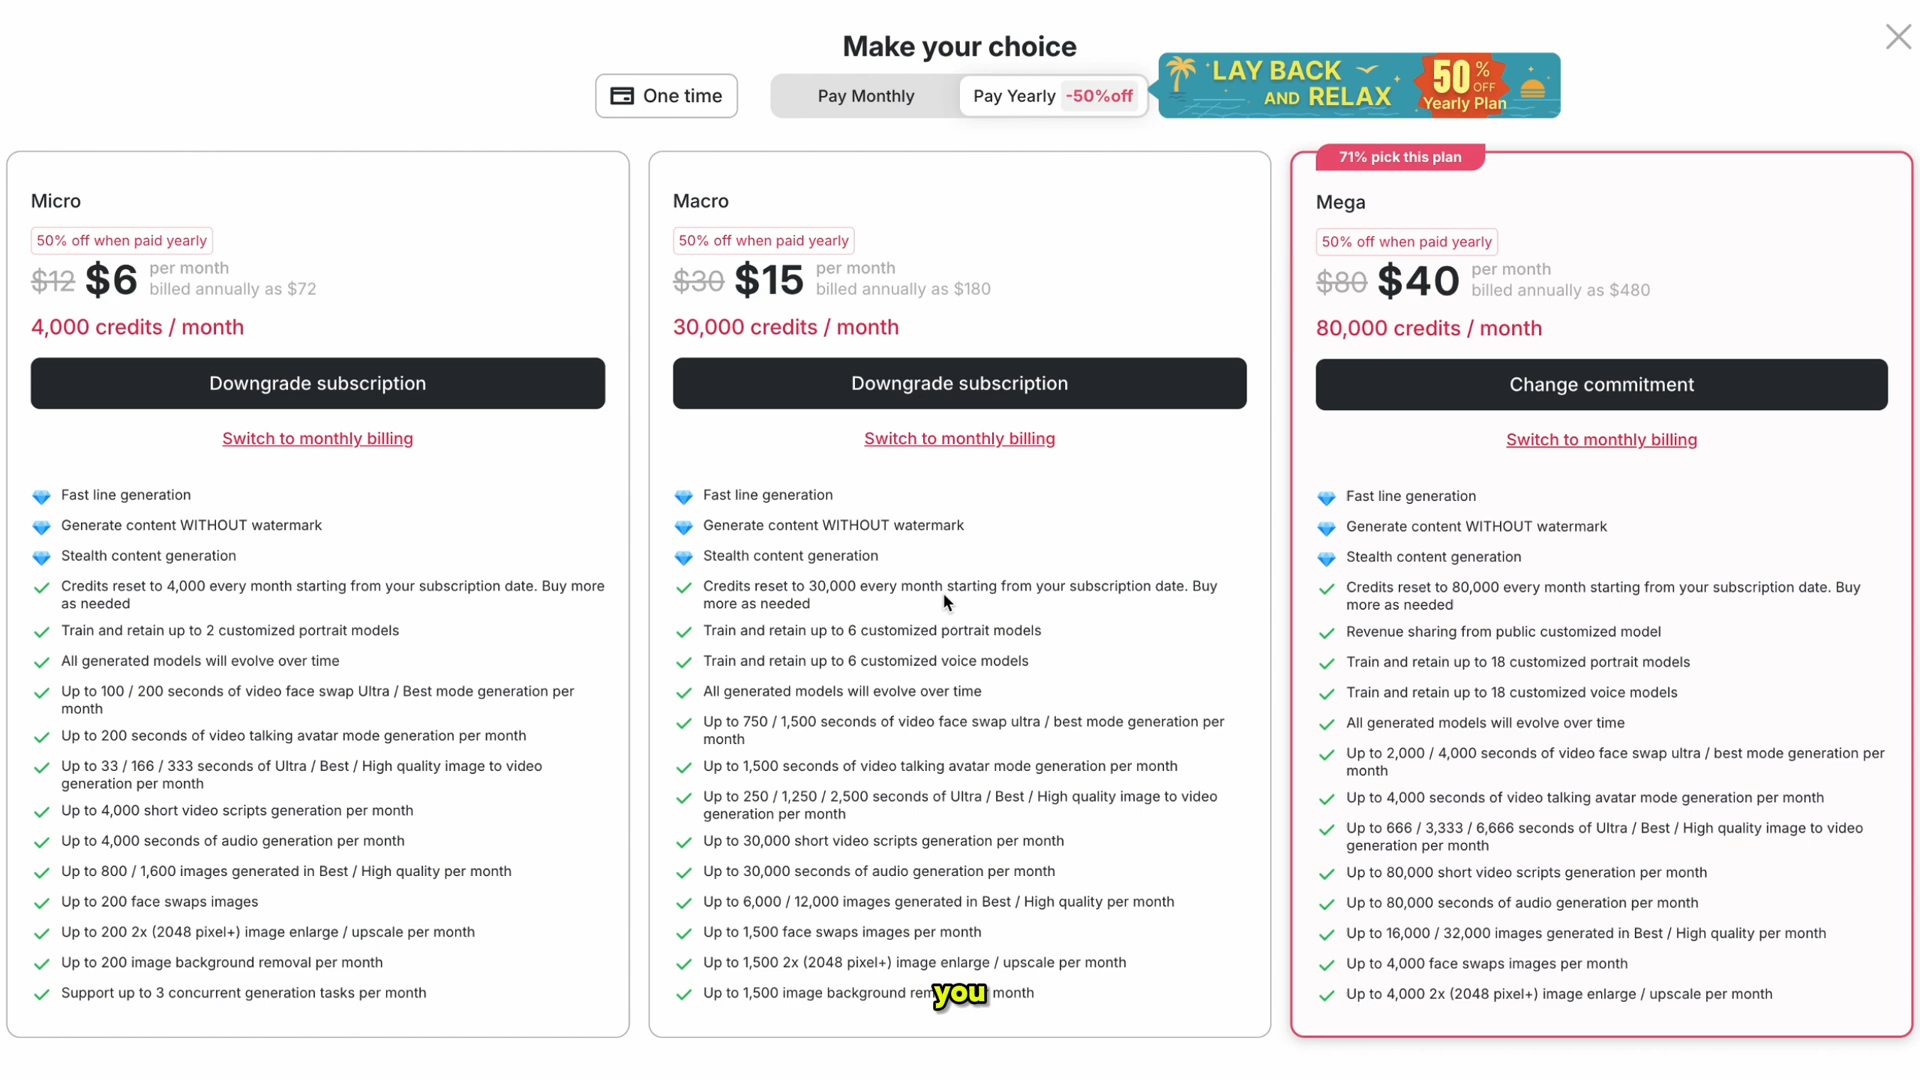 Make your choice
One time
Pay Monthly
Pay Yearly -50%off
LAY BACK
AND RELAX
50% OFF
Yearly Plan
Micro
50% off when paid yearly
$12 $6 per month
billed annually as $72
4,000 credits / month
Downgrade subscription
Switch to monthly billing
Fast line generation
Generate content WITHOUT watermark
Stealth content generation
Credits reset to 4,000 every month starting from your subscription date. Buy more
as needed
Train and retain up to 2 customized portrait models
All generated models will evolve over time
Up to 100 / 200 seconds of video face swap Ultra / Best mode generation per
month
Up to 200 seconds of video talking avatar mode generation per month
Up to 33 / 166 / 333 seconds of Ultra / Best / High quality image to video
generation per month
Up to 4,000 short video scripts generation per month
Up to 4,000 seconds of audio generation per month
Up to 800 / 1,600 images generated in Best / High quality per month
Up to 200 face swaps images
Up to 200 2x (2048 pixel+) image enlarge / upscale per month
Up to 200 image background removal per month
Support up to 3 concurrent generation tasks per month
Macro
50% off when paid yearly
$30 $15 per month
billed annually as $180
30,000 credits / month
Downgrade subscription
Switch to monthly billing
Fast line generation
Generate content WITHOUT watermark
Stealth content generation
Credits reset to 30,000 every month starting from your subscription date. Buy
more as needed
Train and retain up to 6 customized portrait models
Train and retain up to 6 customized voice models
All generated models will evolve over time
Up to 750 / 1,500 seconds of video face swap ultra / best mode generation per
month
Up to 1,500 seconds of video talking avatar mode generation per month
Up to 250 / 1,250 / 2,500 seconds of Ultra / Best / High quality image to video
generation per month
Up to 30,000 short video scripts generation per month
Up to 30,000 seconds of audio generation per month
Up to 6,000 / 12,000 images generated in Best / High quality per month
Up to 1,500 face swaps images per month
Up to 1,500 2x (2048 pixel+) image enlarge / upscale per month
Up to 1,500 image background month
you
71% pick this plan
Mega
50% off when paid yearly
$80 $40 per month
billed annually as $480
80,000 credits / month
Change commitment
Switch to monthly billing
Fast line generation
Generate content WITHOUT watermark
Stealth content generation
Credits reset to 80,000 every month starting from your subscription date. Buy
more as needed
Revenue sharing from public customized model
Train and retain up to 18 customized portrait models
Train and retain up to 18 customized voice models
All generated models will evolve over time
Up to 2,000 / 4,000 seconds of video face swap ultra / best mode generation per
month
Up to 4,000 seconds of video talking avatar mode generation per month
Up to 666 / 3,333 / 6,666 seconds of Ultra / Best / High quality image to video
generation per month
Up to 80,000 short video scripts generation per month
Up to 80,000 seconds of audio generation per month
Up to 16,000 / 32,000 images generated in Best / High quality per month
Up to 4,000 face swaps images per month
Up to 4,000 2x (2048 pixel+) image enlarge / upscale per month